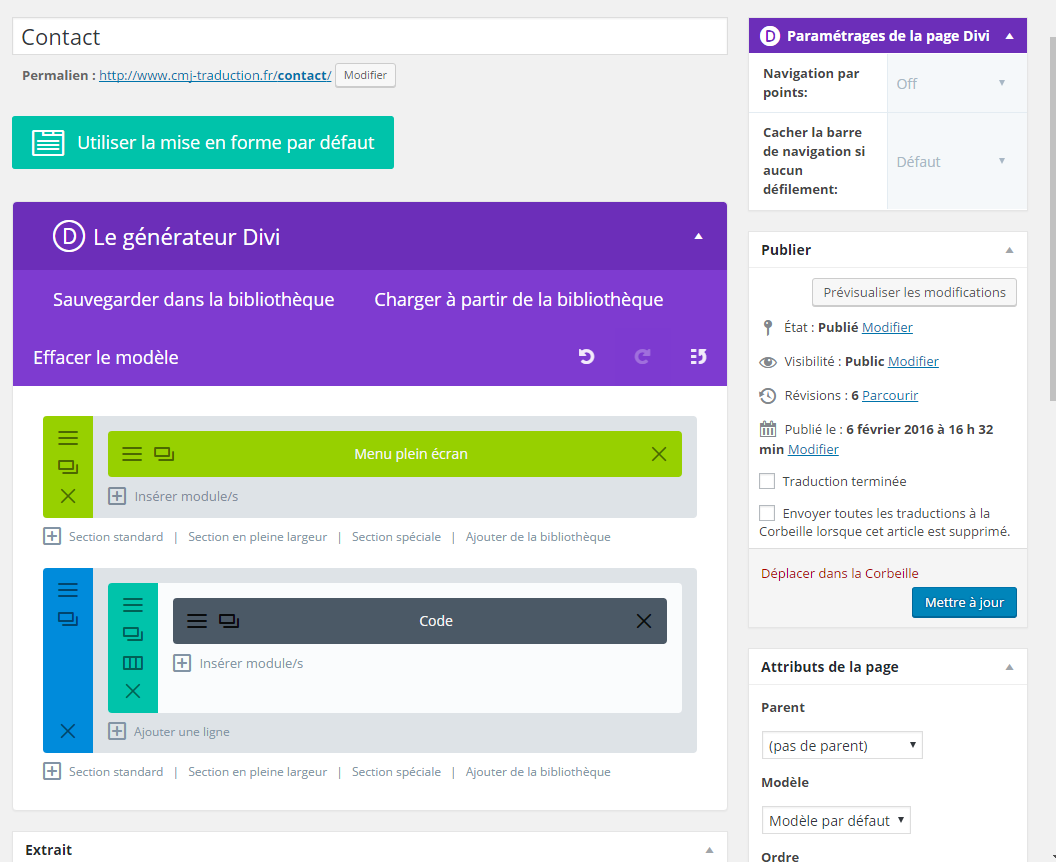 Contact
Permalien : http://www.cmj-traduction.fr/contact/ Modifier
Utiliser la mise en forme par défaut
D Le générateur Divi
Sauvegarder dans la bibliothèque Charger à partir de la bibliothèque
Effacer le modèle
Menu plein écran
Insérer module/s
Section standard | Section en pleine largeur | Section spéciale | Ajouter de la bibliothèque
Code
Insérer module/s
Ajouter une ligne
Section standard | Section en pleine largeur | Section spéciale | Ajouter de la bibliothèque
Extrait
D Paramétrages de la page Divi
Navigation par
points:
Off
Cacher la barre
de navigation si
aucun
défilement:
Défaut
Publier
Prévisualiser les modifications
État : Publié Modifier
Visibilité : Public Modifier
Révisions : 6 Parcourir
Publié le : 6 février 2016 à 16 h 32
min Modifier
Traduction terminée
Envoyer toutes les traductions à la
Corbeille lorsque cet article est supprimé.
Déplacer dans la Corbeille
Mettre à jour
Attributs de la page
Parent
(pas de parent)
Modèle
Modèle par défaut
Ordre